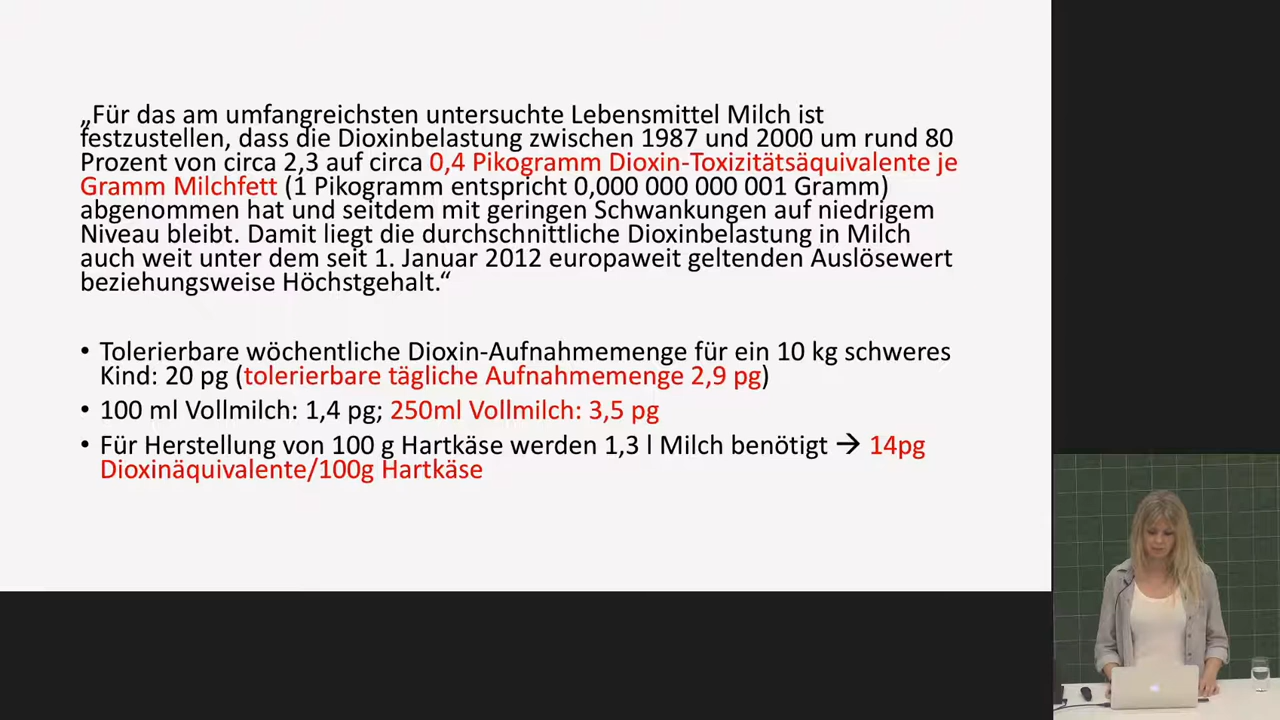 „Für das am umfangreichsten untersuchte Lebensmittel Milch ist
festzustellen, dass die Dioxinbelastung zwischen 1987 und 2000 um rund 80
Prozent von circa 2,3 auf circa 0,4 Pikogramm Dioxin-Toxizitätsäquivalente je
Gramm Milchfett (1 Pikogramm entspricht 0,000 000 000 001 Gramm)
abgenommen hat und seitdem mit geringen Schwankungen auf niedrigem
Niveau bleibt. Damit liegt die durchschnittliche Dioxinbelastung in Milch
auch weit unter dem seit 1. Januar 2012 europaweit geltenden Auslösewert
beziehungsweise Höchstgehalt.“
• Tolerierbare wöchentliche Dioxin-Aufnahmemenge für ein 10 kg schweres
Kind: 20 pg (tolerierbare tägliche Aufnahmemenge 2,9 pg)
• 100 ml Vollmilch: 1,4 pg; 250ml Vollmilch: 3,5 pg
• Für Herstellung von 100 g Hartkäse werden 1,3 l Milch benötigt → 14pg
Dioxinäquivalente/100g Hartkäse